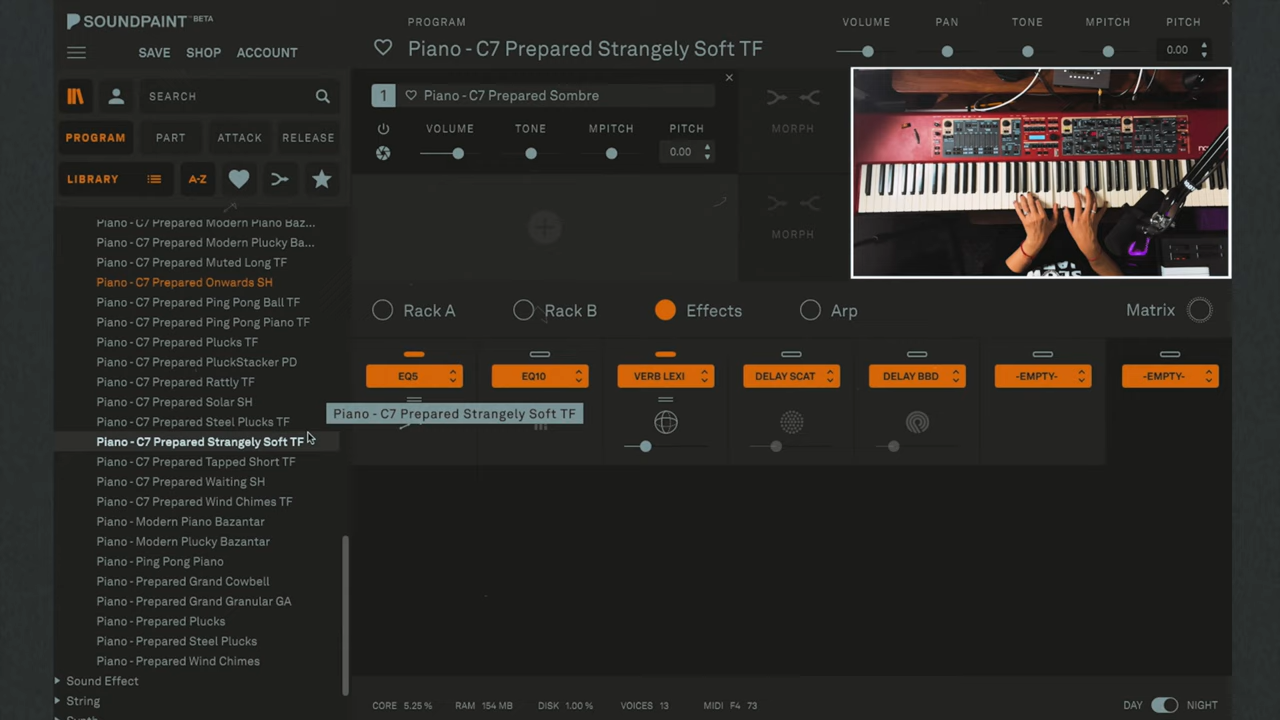 SOUNDPAINT™ BETA
SAVE SHOP ACCOUNT
PROGRAM
Piano - C7 Prepared Strangely Soft TF
VOLUME PAN TONE MPITCH PITCH
0.00
SEARCH
PROGRAM PART ATTACK RELEASE
LIBRARY A-Z
1 Piano - C7 Prepared Sombre
VOLUME TONE MPITCH PITCH
0.00
MORPH
MORPH
Piano - C7 Prepared Modern Piano Baz...
Piano - C7 Prepared Modern Plucky Ba...
Piano - C7 Prepared Muted Long TF
Piano - C7 Prepared Onwards SH
Piano - C7 Prepared Ping Pong Ball TF
Piano - C7 Prepared Ping Pong Piano TF
Piano - C7 Prepared Plucks TF
Piano - C7 Prepared PluckStacker PD
Piano - C7 Prepared Rattly TF
Piano - C7 Prepared Solar SH
Piano - C7 Prepared Steel Plucks TF
Piano - C7 Prepared Strangely Soft TF
Piano - C7 Prepared Tapped Short TF
Piano - C7 Prepared Waiting SH
Piano - C7 Prepared Wind Chimes TF
Piano - Modern Piano Bazantar
Piano - Modern Plucky Bazantar
Piano - Ping Pong Piano
Piano - Prepared Grand Cowbell
Piano - Prepared Grand Granular GA
Piano - Prepared Plucks
Piano - Prepared Steel Plucks
Piano - Prepared Wind Chimes
Sound Effect
String
Rack A Rack B Effects Arp Matrix
EQ5 EQ10 VERB LEXI DELAY SCAT DELAY BBD -EMPTY- -EMPTY-
Piano - C7 Prepared Strangely Soft TF
CORE 5.25 % RAM 154 MB DISK 1.00 % VOICES 13 MIDI F4 73
DAY NIGHT